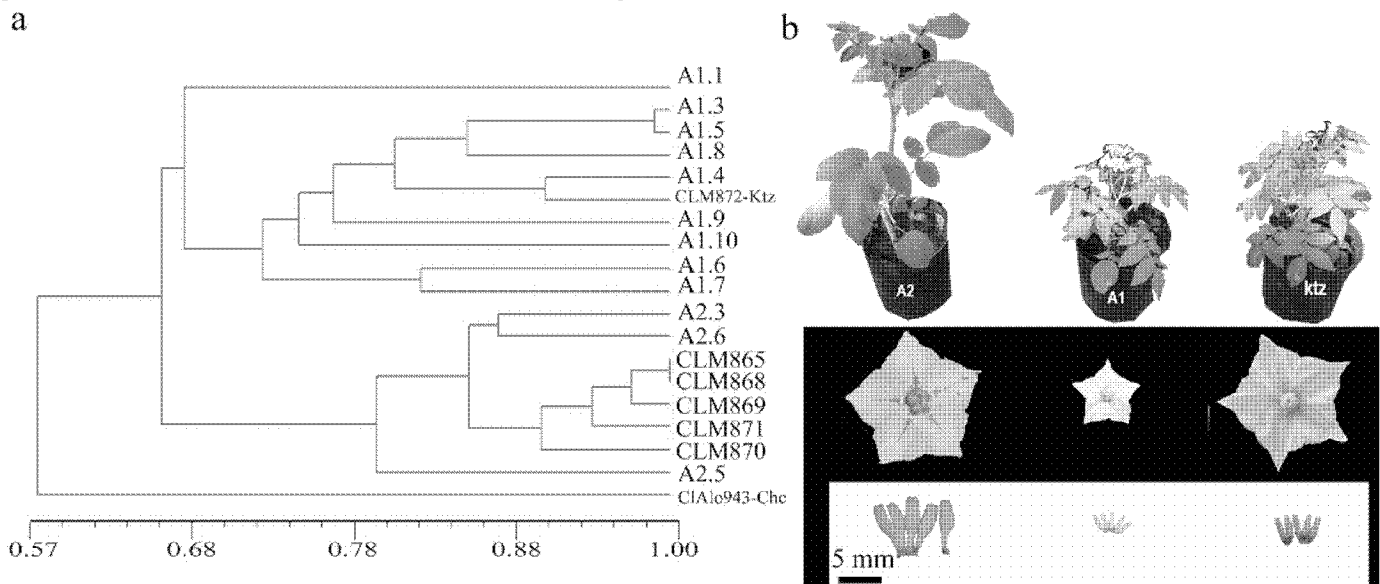 a
A1.1
A1.3
A1.5
A1.8
A1.4
CLM872-Ktz
A1.9
A1.10
A1.6
A1.7
A2.3
A2.6
CLM865
CLM868
CLM869
CLM871
CLM870
A2.5
ClAlo943-Chc
0.57 0.68 0.78 0.88 1.00
b
A2 A1 ktz
5 mm